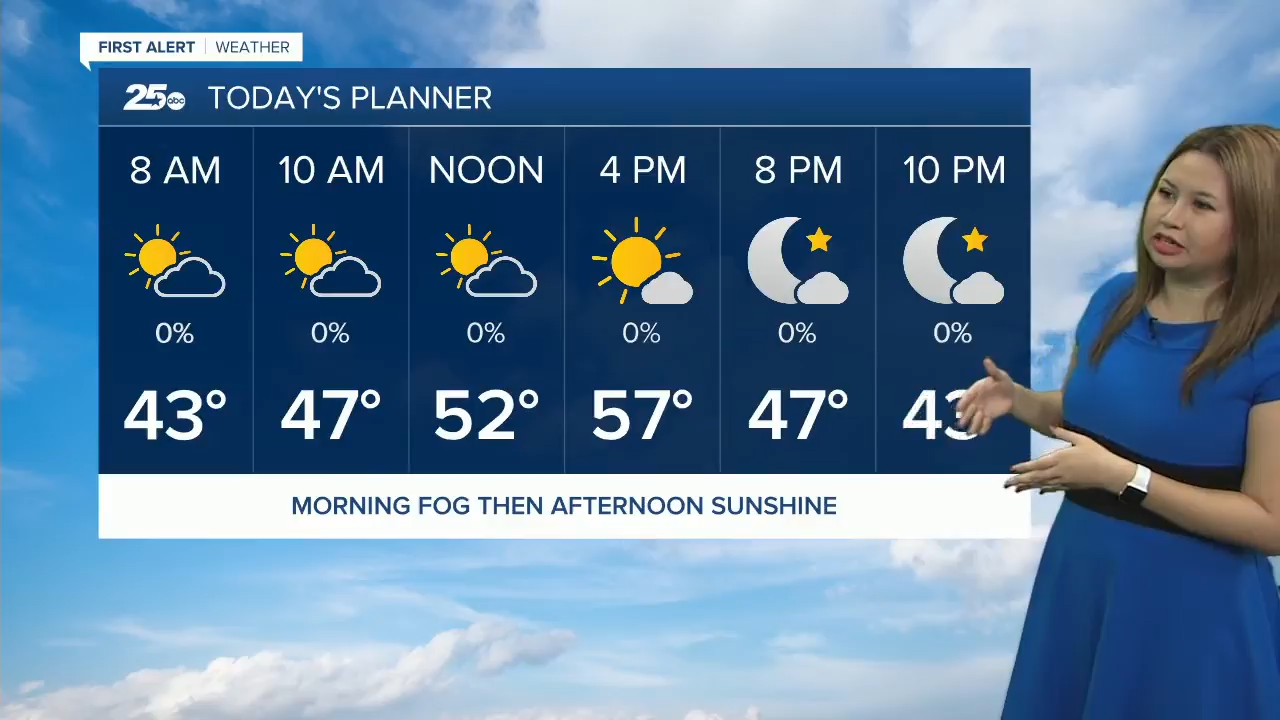 FIRST ALERT | WEATHER
25 abc TODAY'S PLANNER
8 AM 10 AM NOON 4 PM 8 PM 10 PM
0% 0% 0% 0% 0% 0%
43° 47° 52° 57° 47° 43
MORNING FOG THEN AFTERNOON SUNSHINE